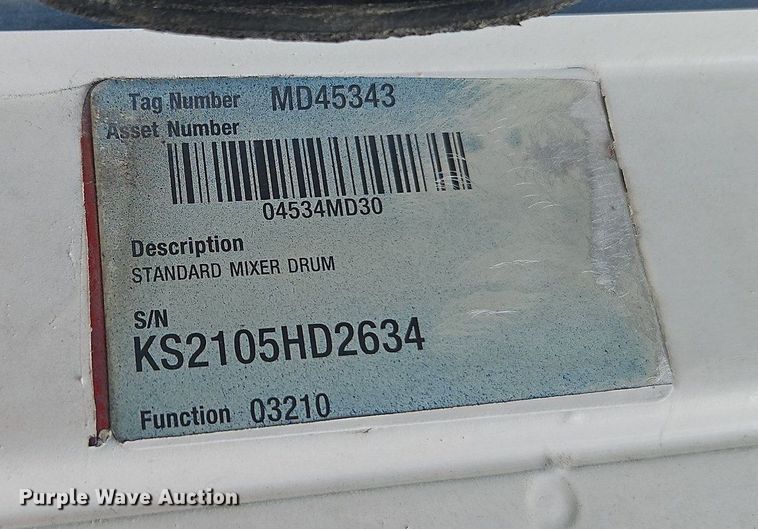 Tag Number MD45343
Asset Number
04534MD30
Description
STANDARD MIXER DRUM
S/N
KS2105HD2634
Function 03210
Purple Wave Auction